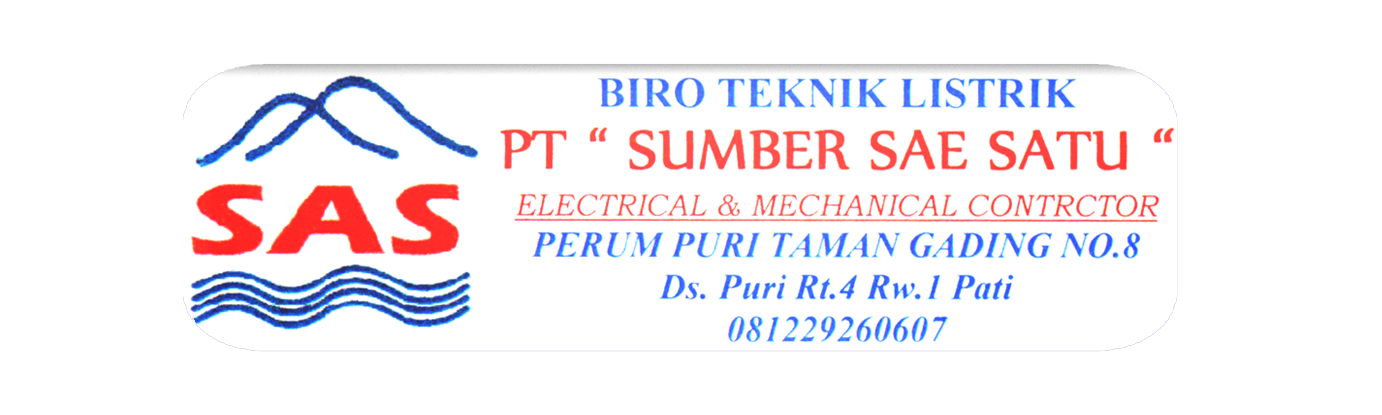 BIRO TEKNIK LISTRIK
PT “ SUMBER SAE SATU “
SAS
ELECTRICAL & MECHANICAL CONTRCTOR
PERUM PURI TAMAN GADING NO.8
Ds. Puri Rt.4 Rw.1 Pati
081229260607